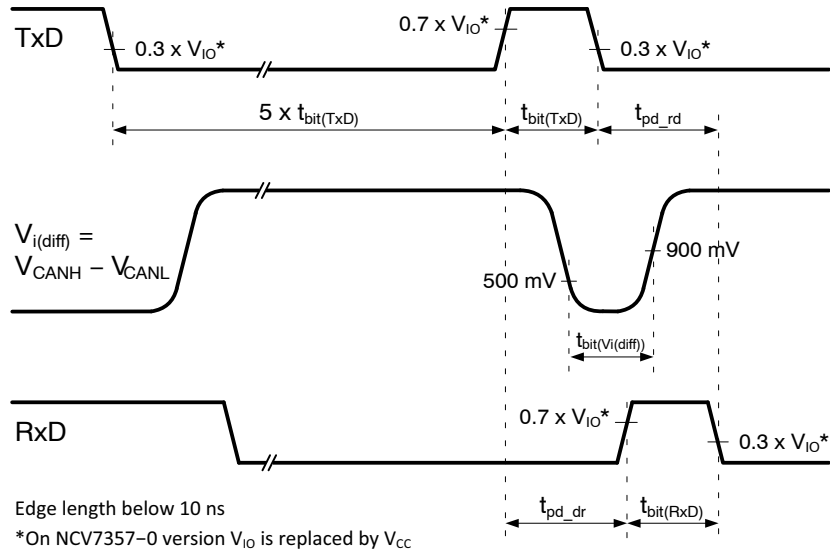 TxD
0.3 x VIO*
0.7 x VIO*
0.3 x VIO*
5 x tbit(TxD)
tbit(TxD)
tpd_rd
Vi(diff) =
VCANH − VCANL
500 mV
900 mV
tbit(Vi(diff))
RxD
0.7 x VIO*
0.3 x VIO*
tpd_dr
tbit(RxD)
Edge length below 10 ns
*On NCV7357−0 version VIO is replaced by VCC